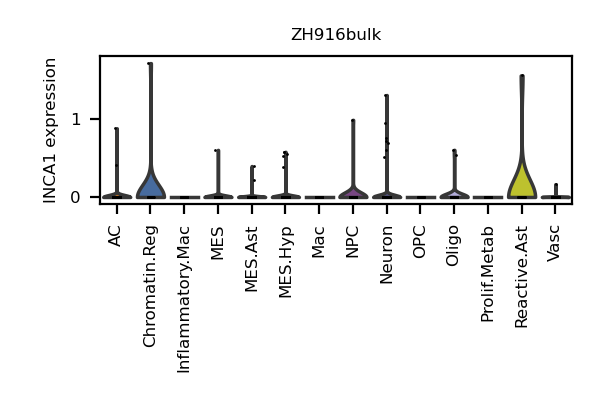 ZH916bulk
INCA1 expression
1
0
AC
Chromatin.Reg
Inflammatory.Mac
MES
MES.Ast
MES.Hyp
Mac
NPC
Neuron
OPC
Oligo
Prolif.Metab
Reactive.Ast
Vasc